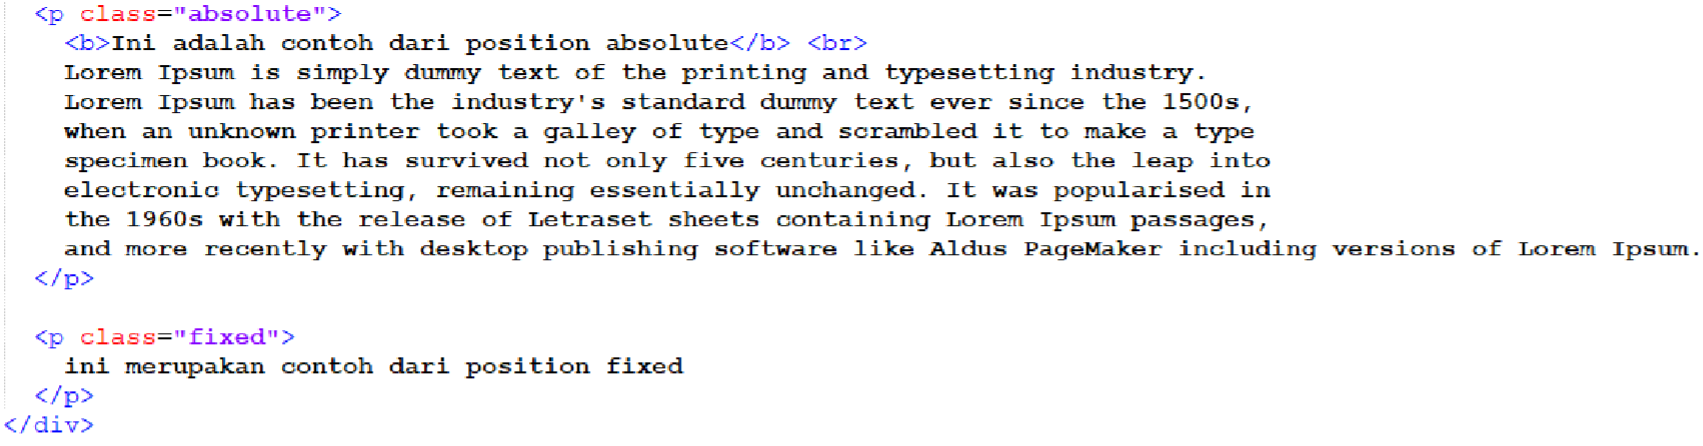 <p class="absolute">
<b>Ini adalah contoh dari position absolute</b> <br>
Lorem Ipsum is simply dummy text of the printing and typesetting industry.
Lorem Ipsum has been the industry's standard dummy text ever since the 1500s,
when an unknown printer took a galley of type and scrambled it to make a type
specimen book. It has survived not only five centuries, but also the leap into
electronic typesetting, remaining essentially unchanged. It was popularised in
the 1960s with the release of Letraset sheets containing Lorem Ipsum passages,
and more recently with desktop publishing software like Aldus PageMaker including versions of Lorem Ipsum.
</p>
<p class="fixed">
ini merupakan contoh dari position fixed
</p>
</div>